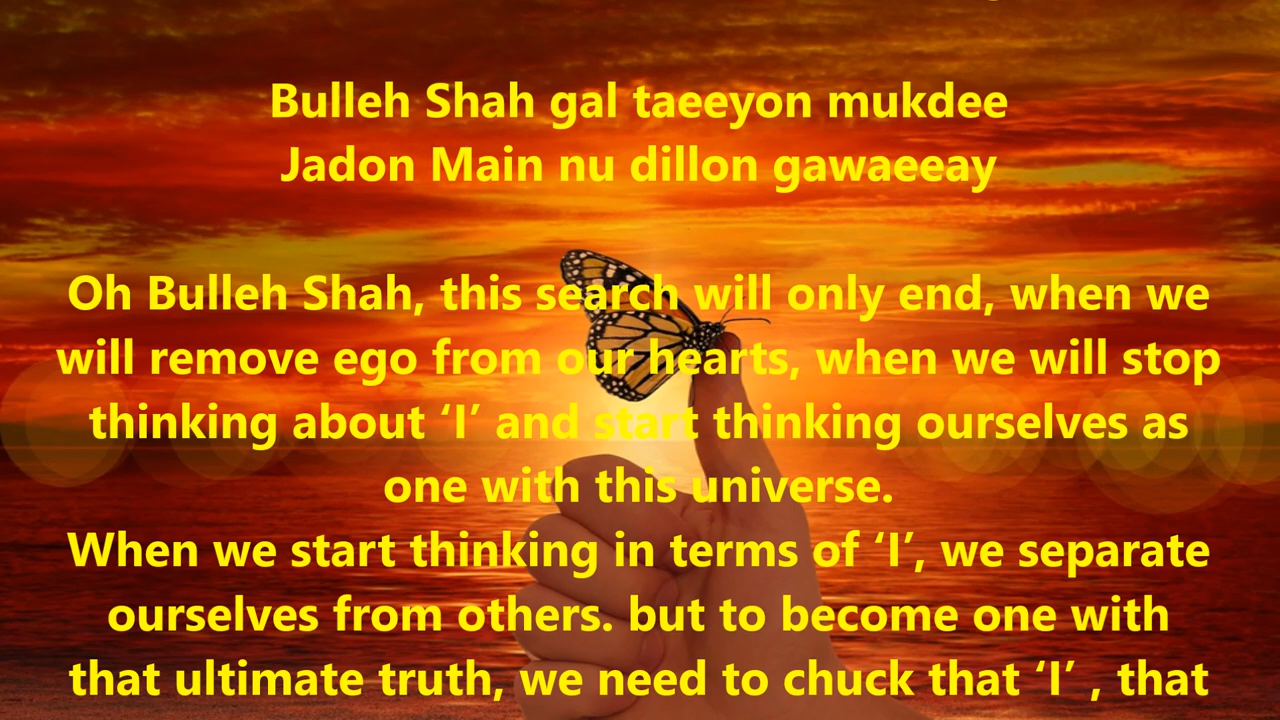 Bulleh Shah gal taeeyon mukdee
Jadon Main nu dillon gawaeeay
Oh Bulleh Shah, this search will only end, when we
will remove ego from our hearts, when we will stop
thinking about ‘I’ and start thinking ourselves as
one with this universe.
When we start thinking in terms of ‘I’, we separate
ourselves from others. but to become one with
that ultimate truth, we need to chuck that ‘I’ , that